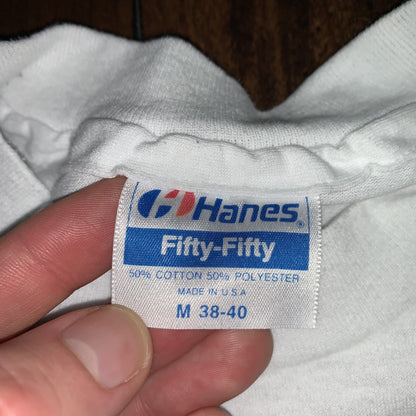 Hanes®
Fifty-Fifty
50% COTTON 50% POLYESTER
MADE IN U.S.A
M 38-40